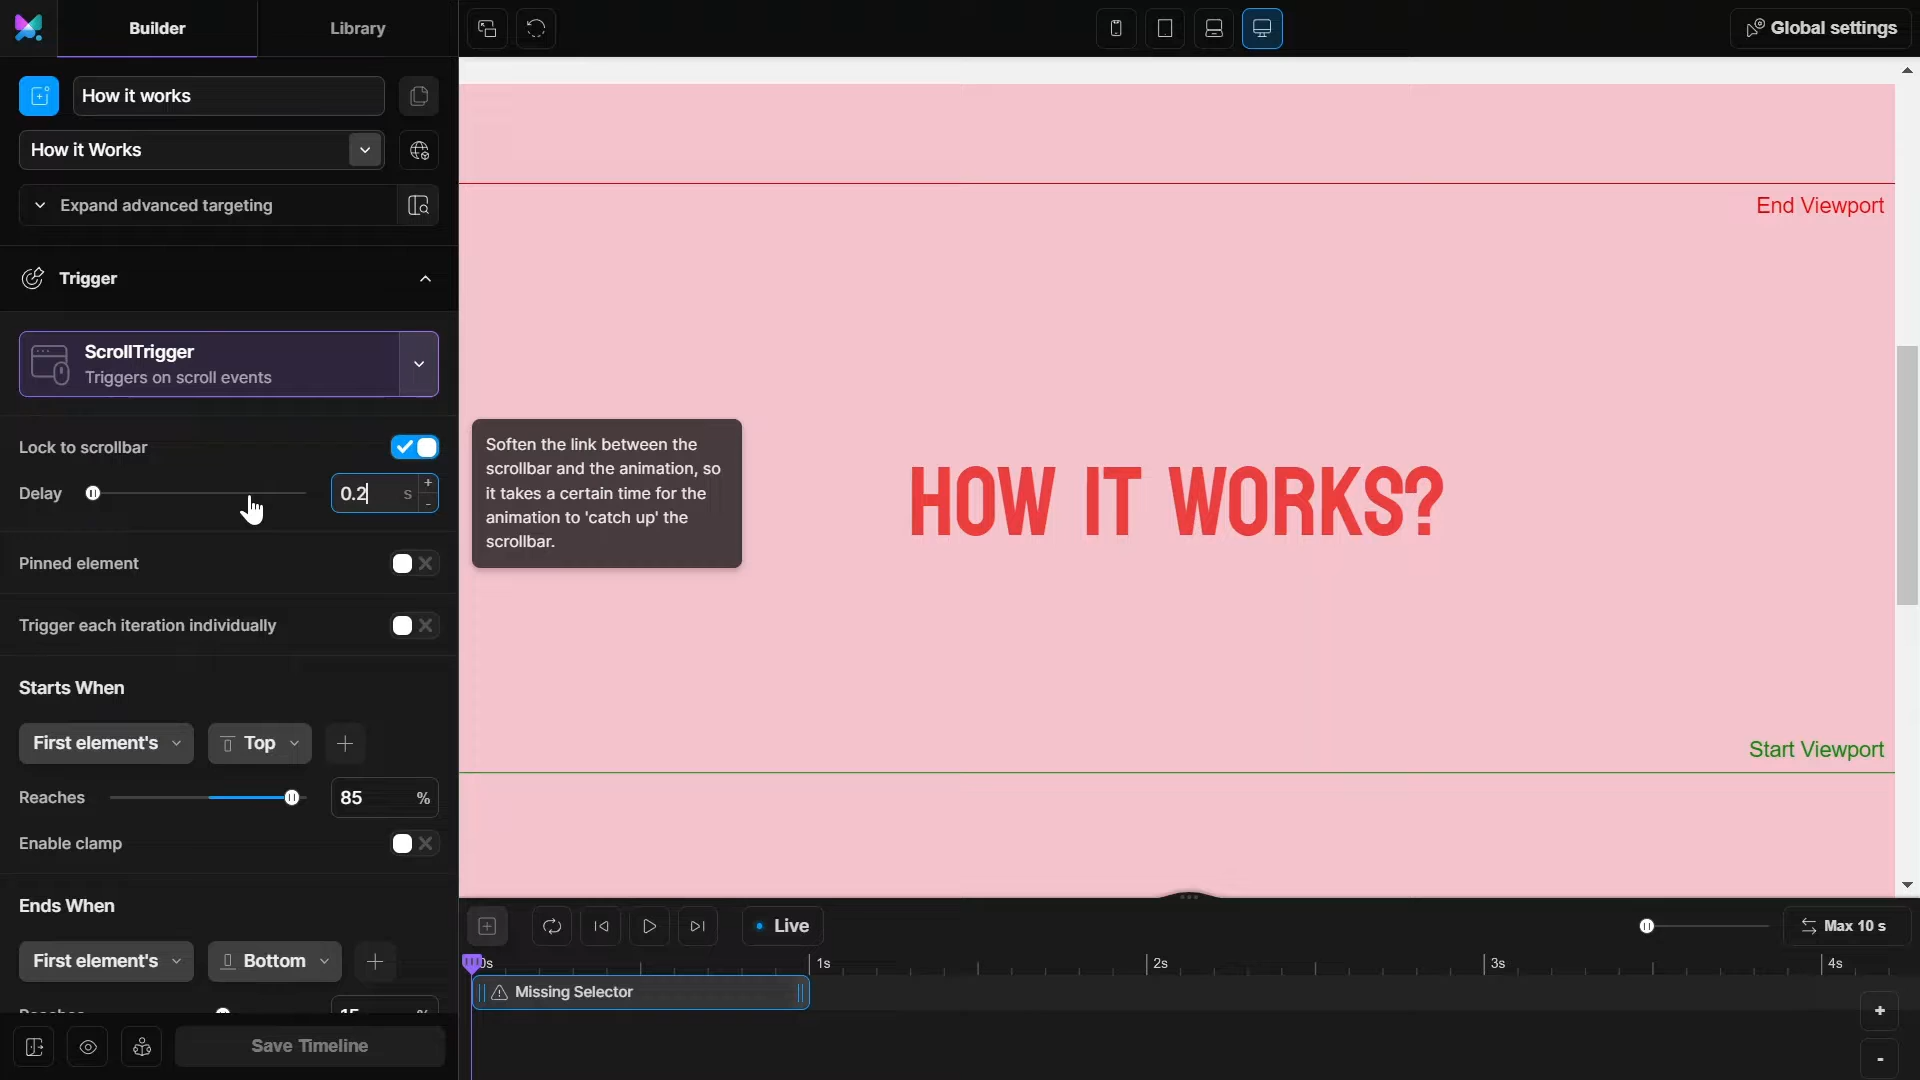 Builder
Library
Global settings
How it works
How it Works
Expand advanced targeting
Trigger
ScrollTrigger
Triggers on scroll events
Lock to scrollbar
Delay
0.2 s
+
-
Pinned element
Trigger each iteration individually
Starts When
First element's
Top
Reaches
85 %
Enable clamp
Ends When
First element's
Bottom
Save Timeline
End Viewport
Soften the link between the
scrollbar and the animation, so
it takes a certain time for the
animation to 'catch up' the
scrollbar.
HOW IT WORKS?
Start Viewport
Live
Max 10 s
0s
1s
2s
3s
4s
Missing Selector
+
-